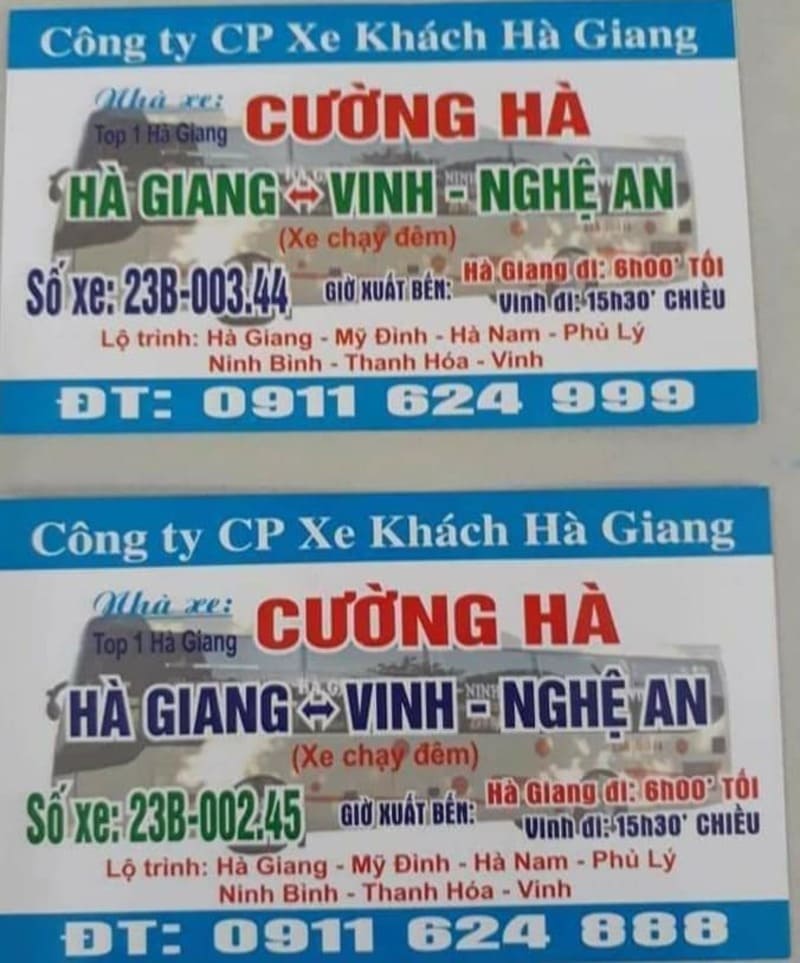 Công ty CP Xe Khách Hà Giang
Nhà xe: CƯỜNG HÀ
Top 1 Hà Giang
HÀ GIANG ↔ VINH - NGHỆ AN
(Xe chạy đêm)
Số xe: 23B-003.44 GIỜ XUẤT BẾN: Hà Giang đi: 6h00' TỐI
Vinh đi: 15h30' CHIỀU
Lộ trình: Hà Giang - Mỹ Đình - Hà Nam - Phủ Lý
Ninh Bình - Thanh Hóa - Vinh
ĐT: 0911 624 999
Công ty CP Xe Khách Hà Giang
Nhà xe: CƯỜNG HÀ
Top 1 Hà Giang
HÀ GIANG ↔ VINH - NGHỆ AN
(Xe chạy đêm)
Số xe: 23B-002.45 GIỜ XUẤT BẾN: Hà Giang đi: 6h00' TỐI
Vinh đi: 15h30' CHIỀU
Lộ trình: Hà Giang - Mỹ Đình - Hà Nam - Phủ Lý
Ninh Bình - Thanh Hóa - Vinh
ĐT: 0911 624 888